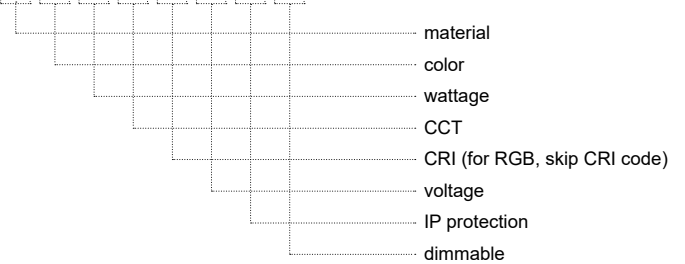 material
color
wattage
CCT
CRI (for RGB, skip CRI code)
voltage
IP protection
dimmable